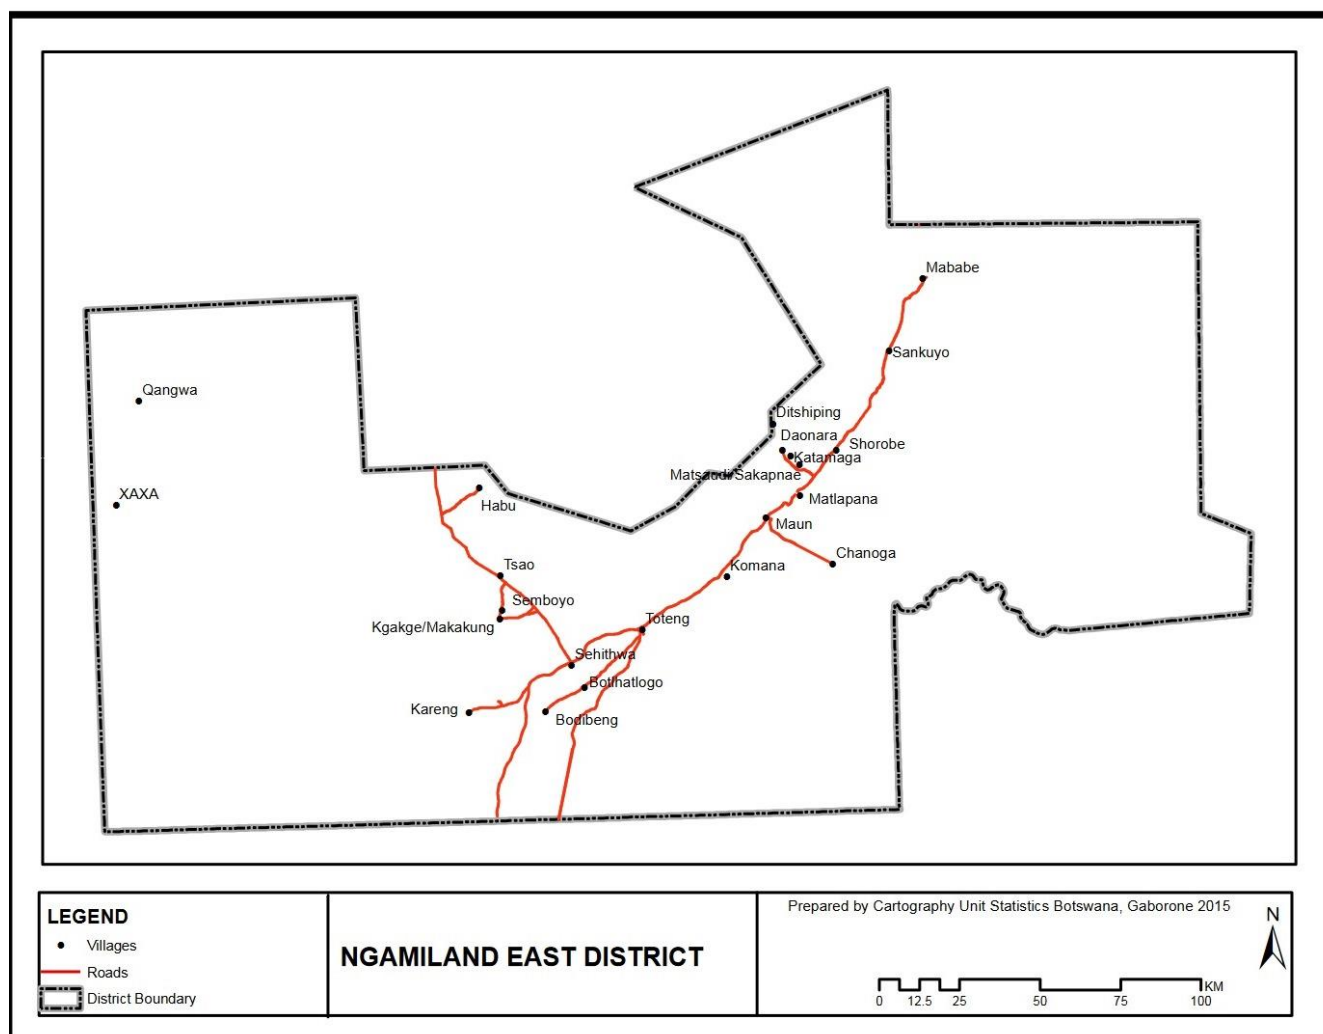 Mababe
Sankuyo
Qangwa
Ditshiping
Daonara
Shorobe
Katamaga
Matsaudi/Sakapnae
XAXA
Habu
Matlapana
Maun
Chanoga
Tsao
Komana
Semboyo
Kgakge/Makakung
Toteng
Sehithwa
Botlhatlogo
Kareng
Bodibeng
LEGEND
Villages
Roads
District Boundary
NGAMILAND EAST DISTRICT
Prepared by Cartography Unit Statistics Botswana, Gaborone 2015
N
KM
0 12.5 25 50 75 100